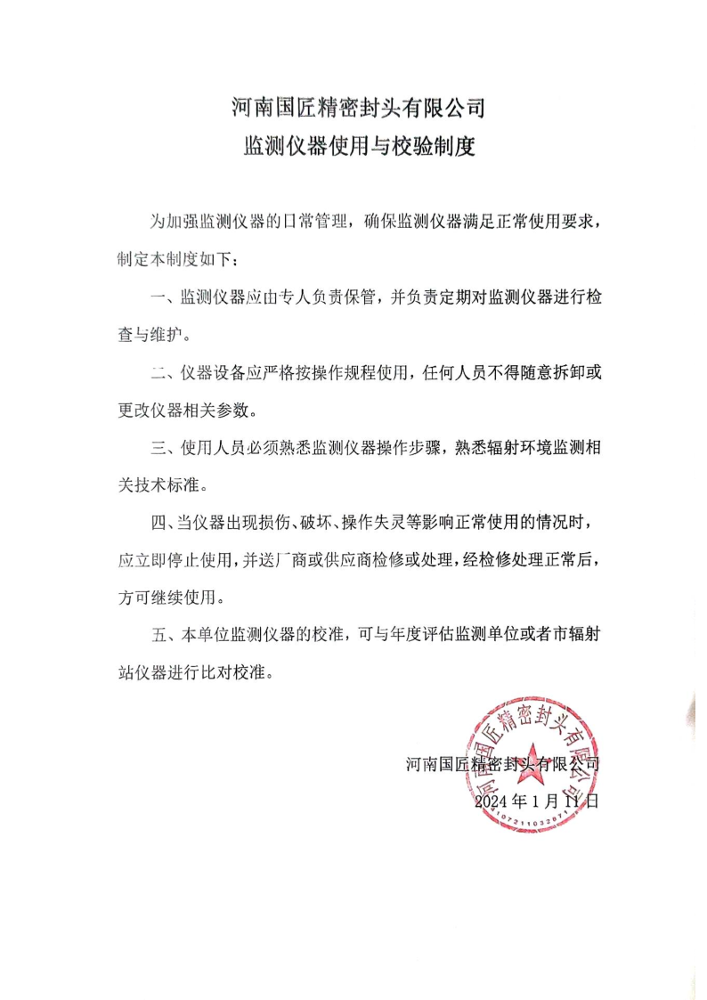 河南国匠精密封头有限公司
监测仪器使用与校验制度
为加强监测仪器的日常管理，确保监测仪器满足正常使用要求，
制定本制度如下：
一、监测仪器应由专人负责保管，并负责定期对监测仪器进行检
查与维护。
二、仪器设备应严格按操作规程使用，任何人员不得随意拆卸或
更改仪器相关参数。
三、使用人员必须熟悉监测仪器操作步骤，熟悉辐射环境监测相
关技术标准。
四、当仪器出现损伤、破坏、操作失灵等影响正常使用的情况时，
应立即停止使用，并送厂商或供应商检修或处理，经检修处理正常后，
方可继续使用。
五、本单位监测仪器的校准，可与年度评估监测单位或者市辐射
站仪器进行比对校准。
河南国匠精密封头有限公司
河南国匠精密封头有限公司
2024 年 1 月 11 日